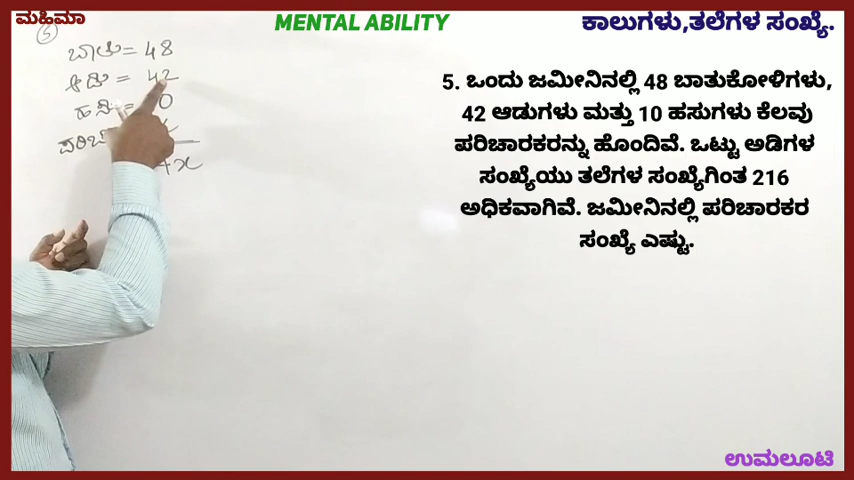 ಮಹಿಮಾ
MENTAL ABILITY
ಕಾಲುಗಳು,ತಲೆಗಳ ಸಂಖ್ಯೆ.
5
ಬಾತು = 48
ಆಡು = 42
ಹಸು =
5. ಒಂದು ಜಮೀನಿನಲ್ಲಿ 48 ಬಾತುಕೋಳಿಗಳು,
42 ಆಡುಗಳು ಮತ್ತು 10 ಹಸುಗಳು ಕೆಲವು
ಪರಿಚಾರಕರನ್ನು ಹೊಂದಿವೆ. ಒಟ್ಟು ಅಡಿಗಳ
ಸಂಖ್ಯೆಯು ತಲೆಗಳ ಸಂಖ್ಯೆಗಿಂತ 216
ಅಧಿಕವಾಗಿವೆ. ಜಮೀನಿನಲ್ಲಿ ಪರಿಚಾರಕರ
ಸಂಖ್ಯೆ ಎಷ್ಟು.
ಉಮಲೂಟಿ